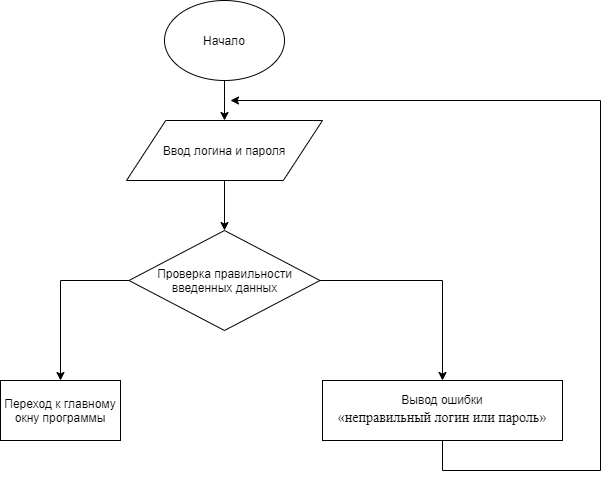 Начало
Ввод логина и пароля
Проверка правильности
введенных данных
Переход к главному
окну программы
Вывод ошибки
«неправильный логин или пароль»